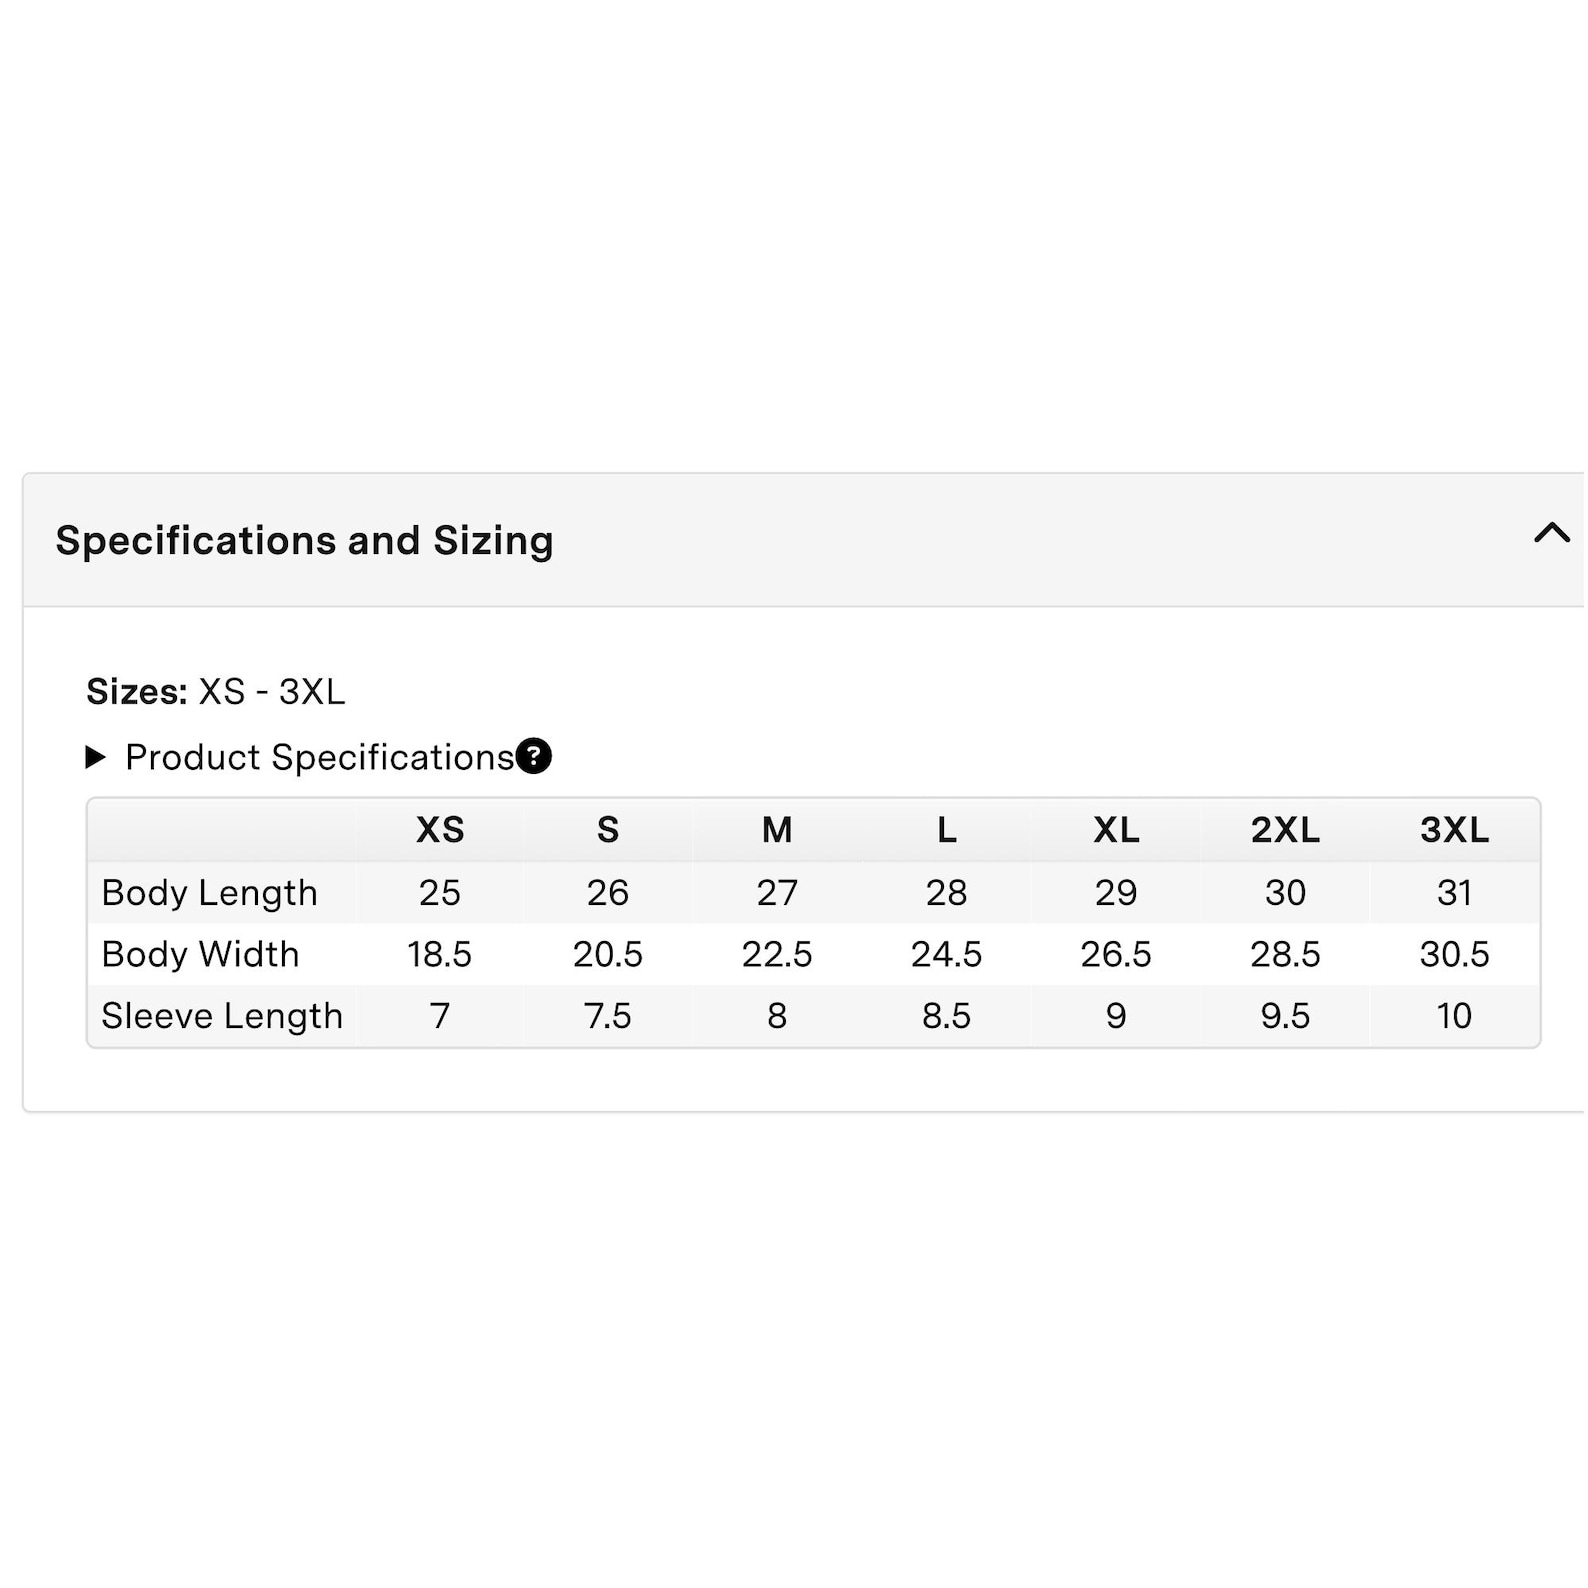 Specifications and Sizing
Sizes: XS - 3XL
Product Specifications?
XS S M L XL 2XL 3XL
Body Length 25 26 27 28 29 30 31
Body Width 18.5 20.5 22.5 24.5 26.5 28.5 30.5
Sleeve Length 7 7.5 8 8.5 9 9.5 10